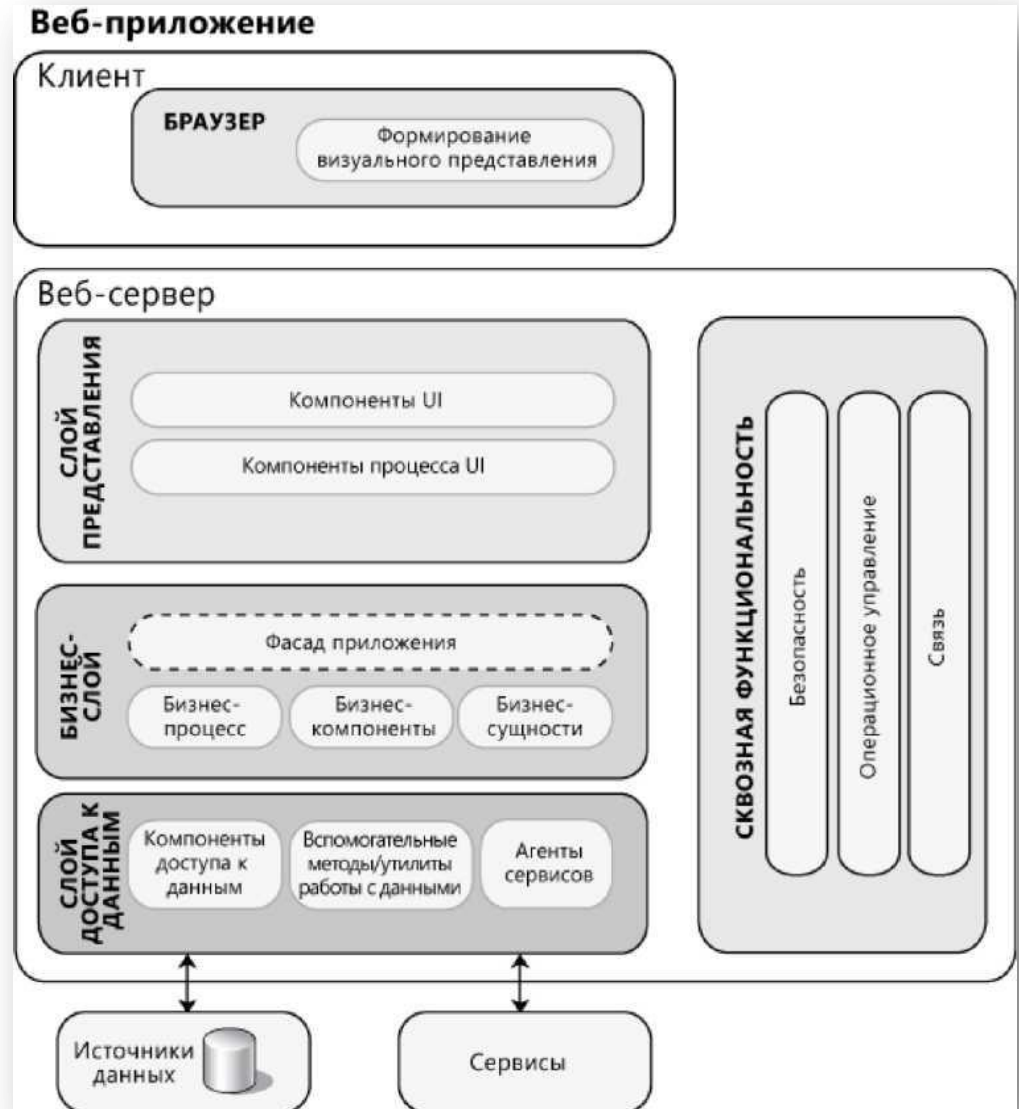 Веб-приложение
Клиент
БРАУЗЕР
Формирование
визуального представления
Веб-сервер
СЛОЙ
ПРЕДСТАВЛЕНИЯ
Компоненты UI
Компоненты процесса UI
БИЗНЕС-
СЛОЙ
Фасад приложения
Бизнес-
процесс
Бизнес-
компоненты
Бизнес-
сущности
СЛОЙ
ДОСТУПА К
ДАННЫМ
Компоненты
доступа к
данным
Вспомогательные
методы/утилиты
работы с данными
Агенты
сервисов
СКВОЗНАЯ ФУНКЦИОНАЛЬНОСТЬ
Безопасность
Операционное управление
Связь
Источники
данных
Сервисы